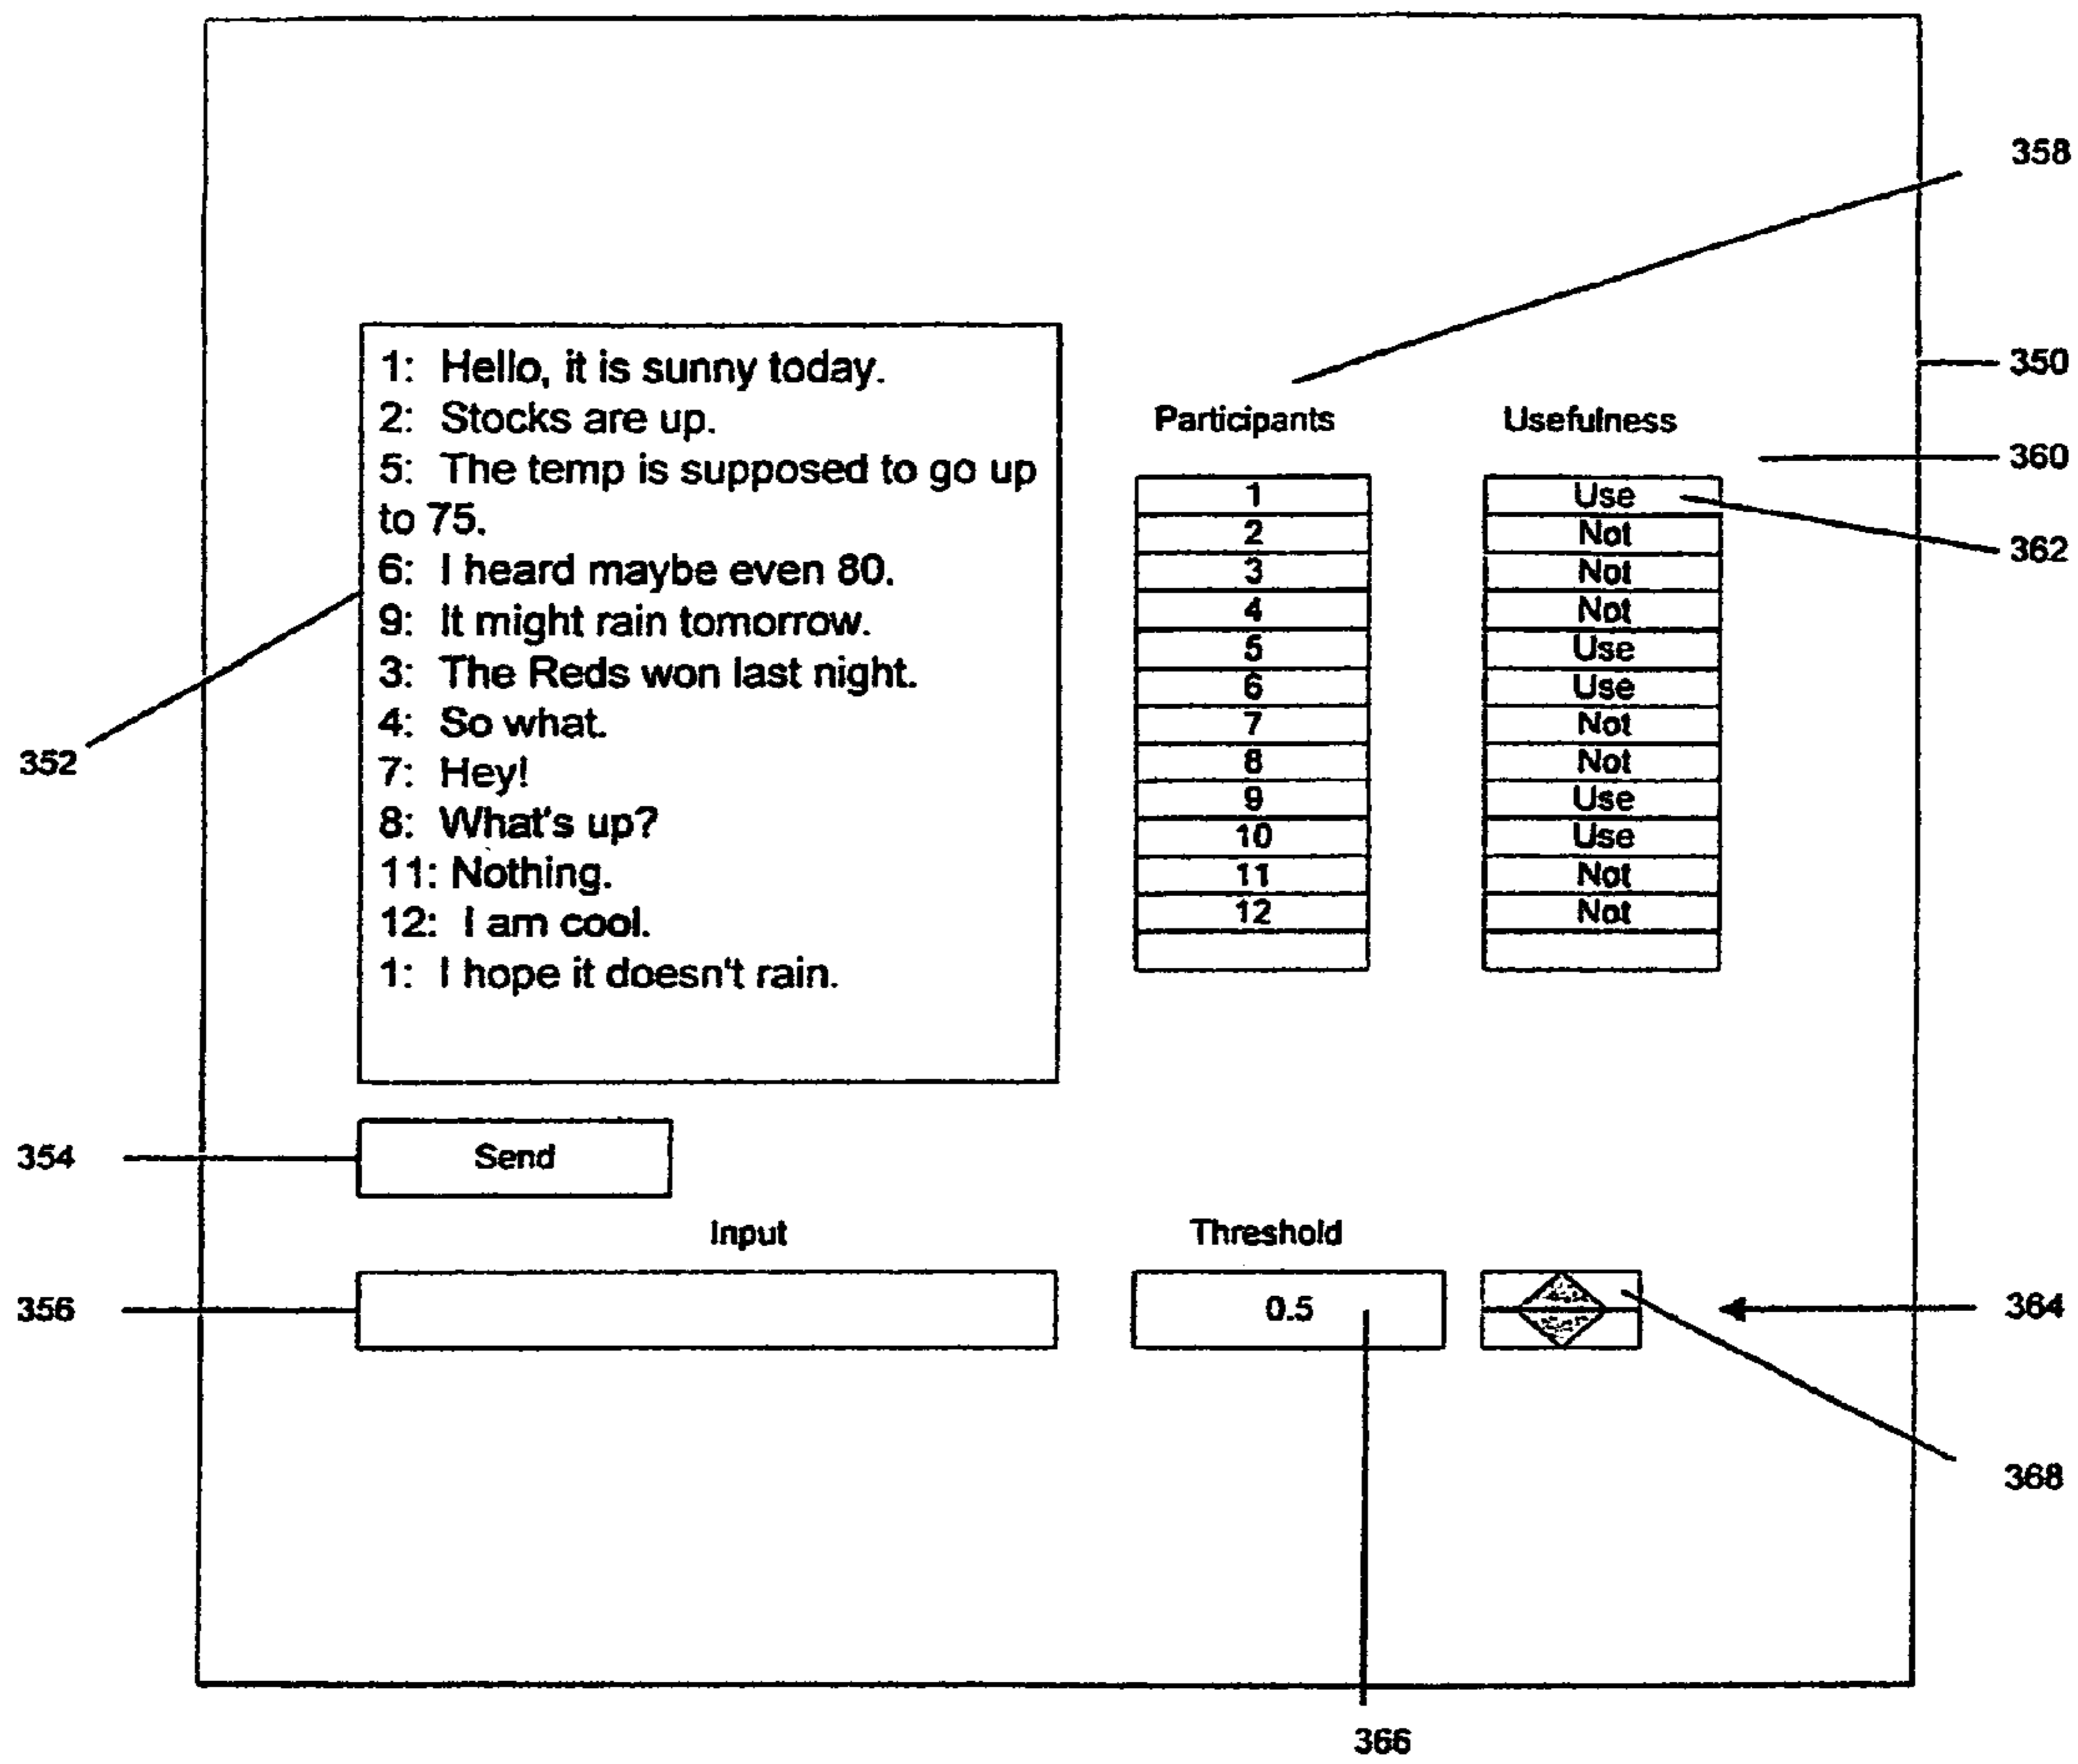 358
350
1: Hello, it is sunny today.
2: Stocks are up.
5: The temp is supposed to go up
to 75.
6: I heard maybe even 80.
9: It might rain tomorrow.
3: The Reds won last night.
4: So what.
7: Hey!
8: What's up?
11: Nothing.
12: I am cool.
1: I hope it doesn't rain.
352
Participants Usefulness
360
1 Use
362
2 Not
3 Not
4 Not
5 Use
6 Use
7 Not
8 Not
9 Use
10 Use
11 Not
12 Not
354
Send
Input
Threshold
356
0.5
364
368
366